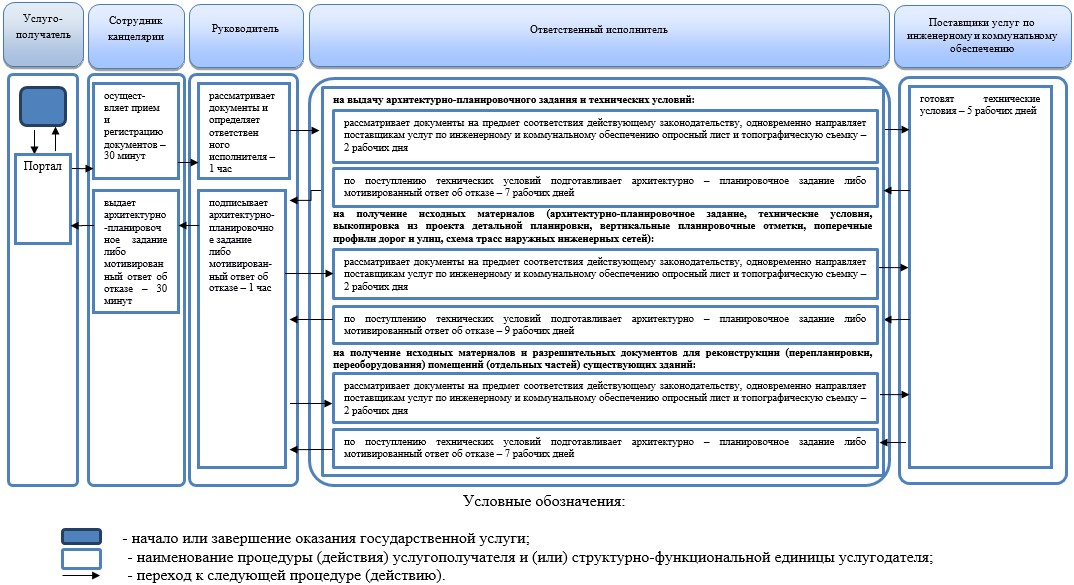 Услуго-
получатель
Сотрудник
канцелярии
Руководитель
Ответственный исполнитель
Поставщики услуг по
инженерному и коммунальному
обеспечению
Портал
осущест-
вляет прием
и
регистрацию
документов –
30 минут
выдает
архитектурно
-планировоч
ное задание
либо
мотивирован
ный ответ об
отказе – 30
минут
рассматривает
документы и
определяет
ответствен
ного
исполнителя –
1 час
подписывает
архитектурно-
планировочно
е задание
либо
мотивирован-
ный ответ об
отказе – 1 час
на выдачу архитектурно-планировочного задания и технических условий:
рассматривает документы на предмет соответствия действующему законодательству, одновременно направляет
поставщикам услуг по инженерному и коммунальному обеспечению опросный лист и топографическую съемку –
2 рабочих дня
по поступлению технических условий подготавливает архитектурно – планировочное задание либо
мотивированный ответ об отказе – 7 рабочих дней
на получение исходных материалов (архитектурно-планировочное задание, технические условия,
выкопировка из проекта детальной планировки, вертикальные планировочные отметки, поперечные
профили дорог и улиц, схема трасс наружных инженерных сетей):
рассматривает документы на предмет соответствия действующему законодательству, одновременно направляет
поставщикам услуг по инженерному и коммунальному обеспечению опросный лист и топографическую съемку –
2 рабочих дня
по поступлению технических условий подготавливает архитектурно – планировочное задание либо
мотивированный ответ об отказе – 9 рабочих дней
на получение исходных материалов и разрешительных документов для реконструкции (перепланировки,
переоборудования) помещений (отдельных частей) существующих зданий:
рассматривает документы на предмет соответствия действующему законодательству, одновременно направляет
поставщикам услуг по инженерному и коммунальному обеспечению опросный лист и топографическую съемку –
2 рабочих дня
по поступлению технических условий подготавливает архитектурно – планировочное задание либо
мотивированный ответ об отказе – 7 рабочих дней
готовят технические
условия – 5 рабочих дней
Условные обозначения:
- начало или завершение оказания государственной услуги;
- наименование процедуры (действия) услугополучателя и (или) структурно-функциональной единицы услугодателя;
- переход к следующей процедуре (действию).